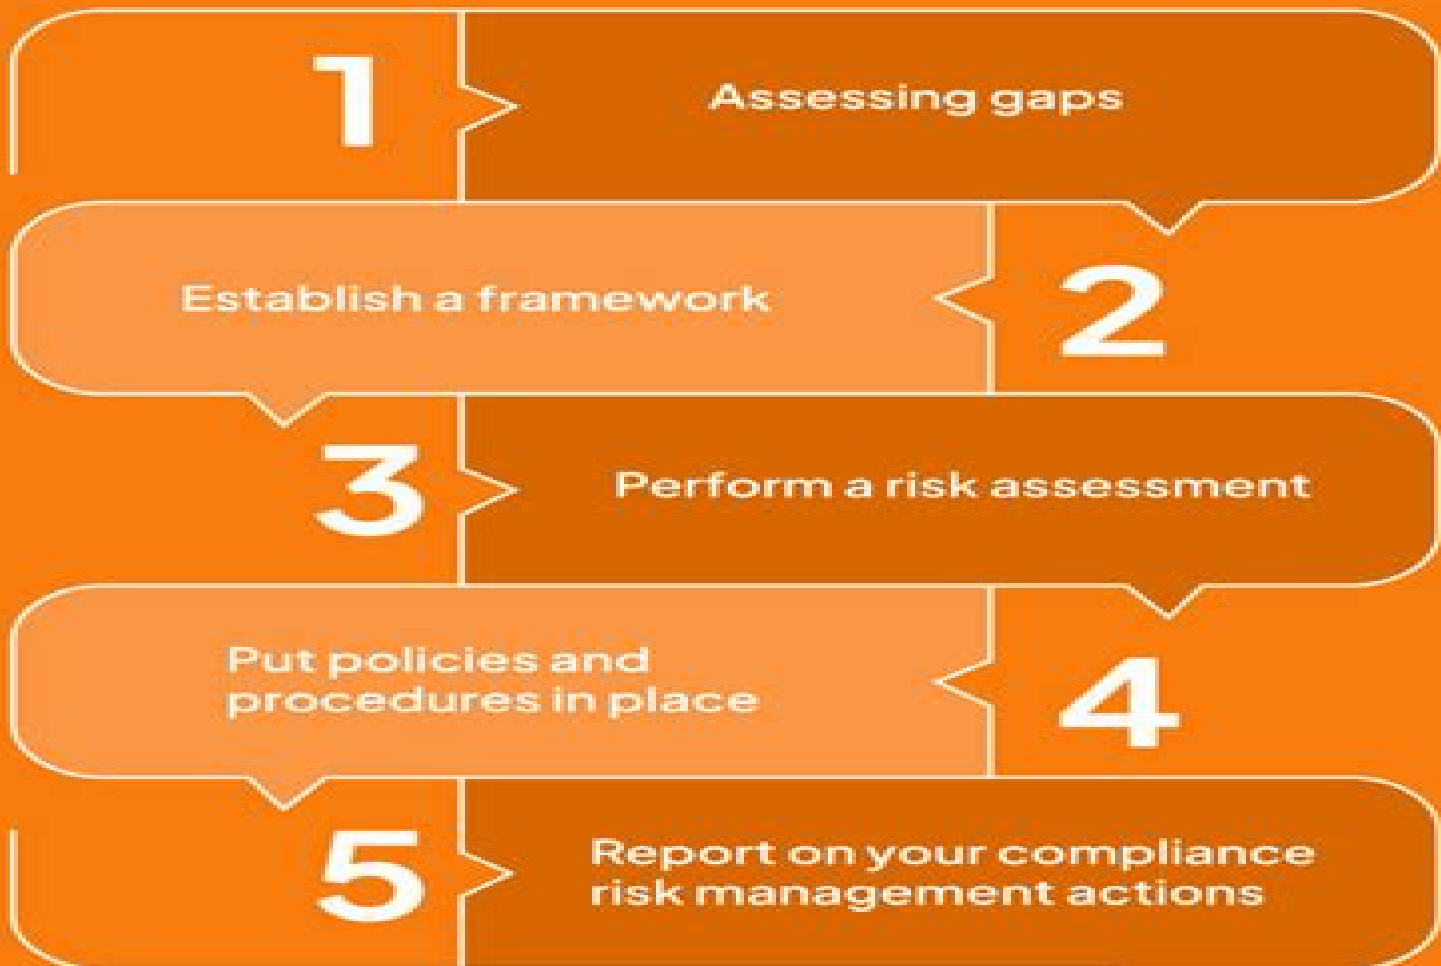 1
Assessing gaps
Establish a framework
2
3
Perform a risk assessment
Put policies and
procedures in place
4
5
Report on your compliance
risk management actions